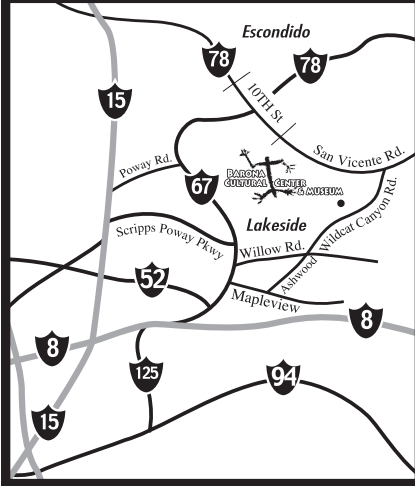 Escondido
78
78
15
10TH St
San Vicente Rd.
Poway Rd.
BARONA
CULTURAL CENTER
& MUSEUM
67
Wildcat Canyon Rd.
Lakeside
Scripps Poway Pkwy
Willow Rd.
Ashwood
52
Mapleview
8
8
125
94
15